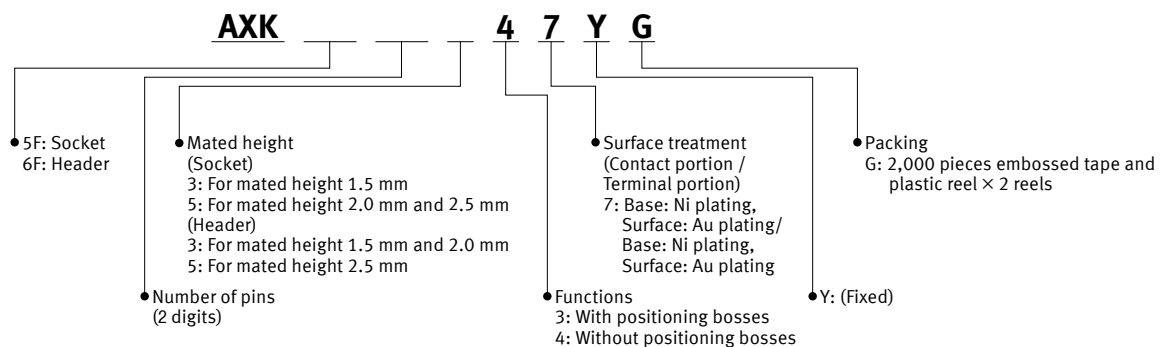 AXK 4 7 Y G
5F: Socket
6F: Header
Mated height
(Socket)
3: For mated height 1.5 mm
5: For mated height 2.0 mm and 2.5 mm
(Header)
3: For mated height 1.5 mm and 2.0 mm
5: For mated height 2.5 mm
Number of pins
(2 digits)
Surface treatment
(Contact portion /
Terminal portion)
7: Base: Ni plating,
Surface: Au plating/
Base: Ni plating,
Surface: Au plating
Functions
3: With positioning bosses
4: Without positioning bosses
Packing
G: 2,000 pieces embossed tape and
plastic reel × 2 reels
Y: (Fixed)